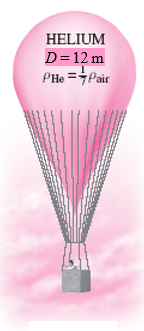 HELIUM
D = 12 m
ρHe = 1/7 ρair